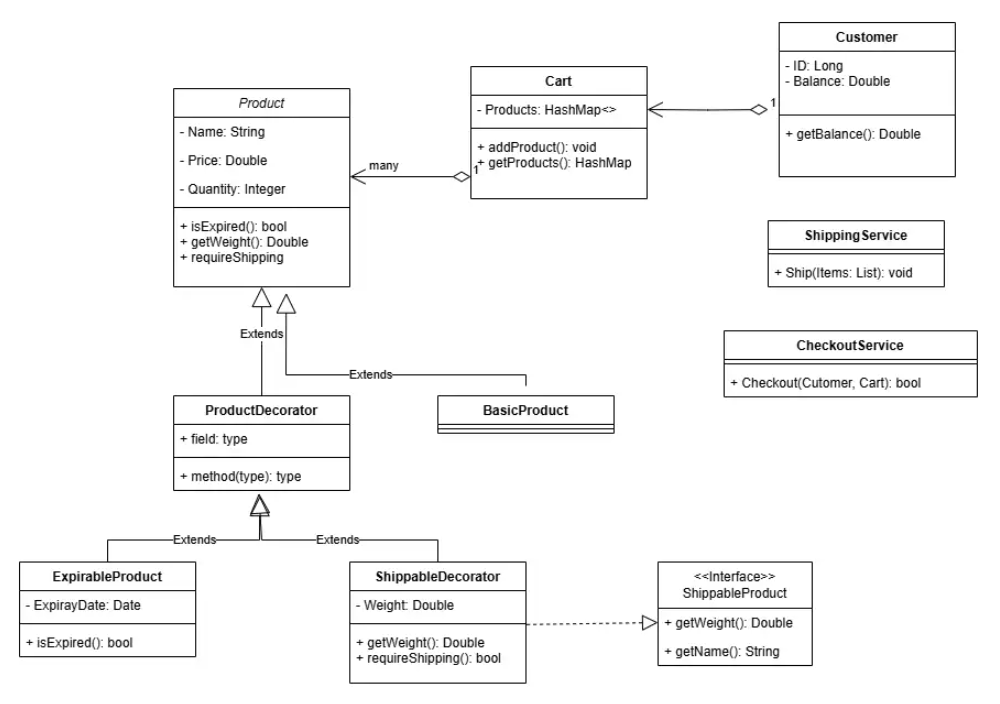 Customer
- ID: Long
- Balance: Double
+ getBalance(): Double
1
Cart
- Products: HashMap<>
+ addProduct(): void
+ getProducts(): HashMap
1
many
Product
- Name: String
- Price: Double
- Quantity: Integer
+ isExpired(): bool
+ getWeight(): Double
+ requireShipping
ShippingService
+ Ship(Items: List): void
CheckoutService
+ Checkout(Cutomer, Cart): bool
Extends
Extends
ProductDecorator
+ field: type
+ method(type): type
BasicProduct
Extends
Extends
ExpirableProduct
- ExpirayDate: Date
+ isExpired(): bool
ShippableDecorator
- Weight: Double
+ getWeight(): Double
+ requireShipping(): bool
<<Interface>>
ShippableProduct
+ getWeight(): Double
+ getName(): String